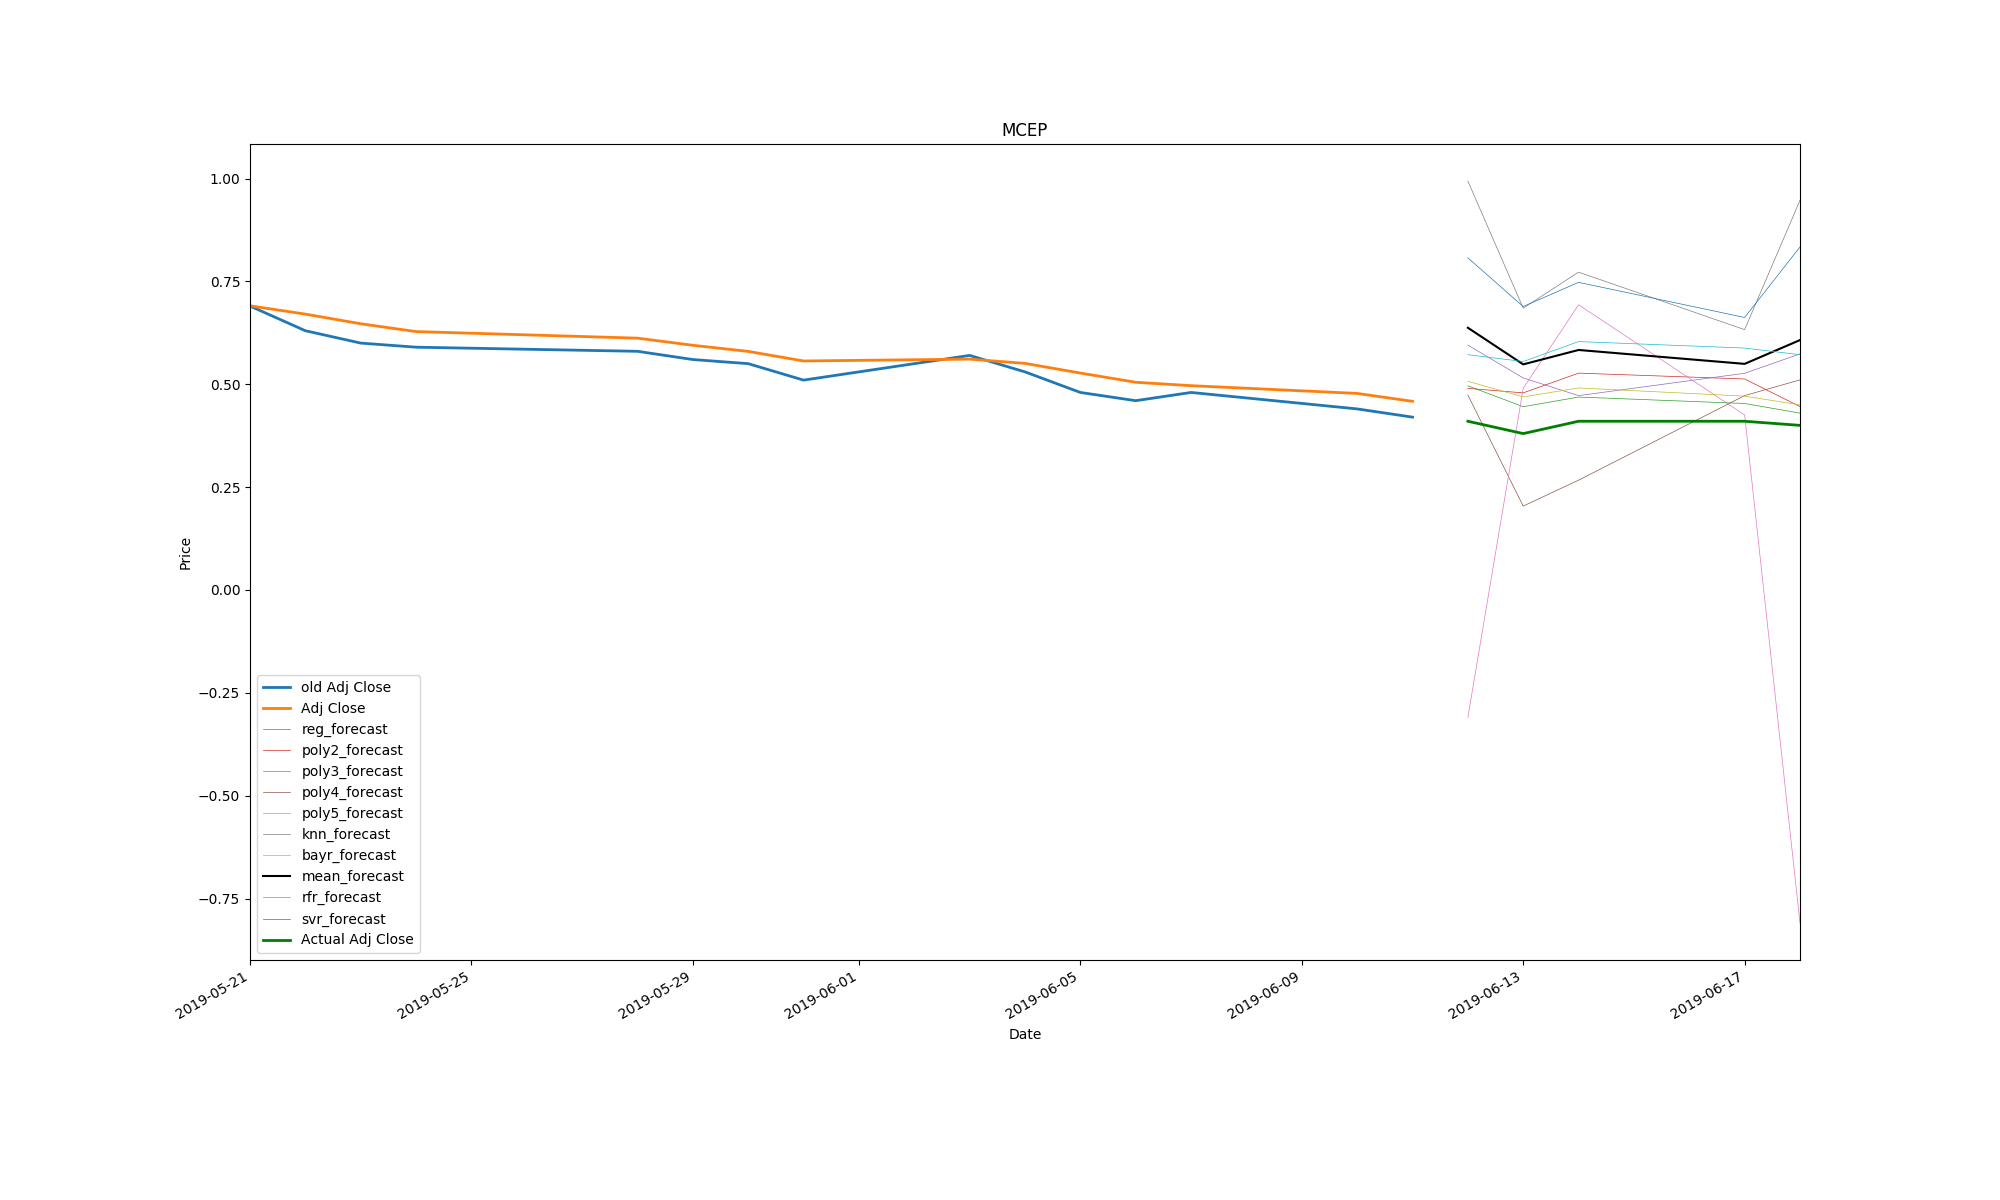 MCEP
1.00
0.75
0.50
0.25
0.00
−0.25
−0.50
−0.75
Price
old Adj Close
Adj Close
reg_forecast
poly2_forecast
poly3_forecast
poly4_forecast
poly5_forecast
knn_forecast
bayr_forecast
mean_forecast
rfr_forecast
svr_forecast
Actual Adj Close
2019-05-21
2019-05-25
2019-05-29
2019-06-01
2019-06-05
2019-06-09
2019-06-13
2019-06-17
Date